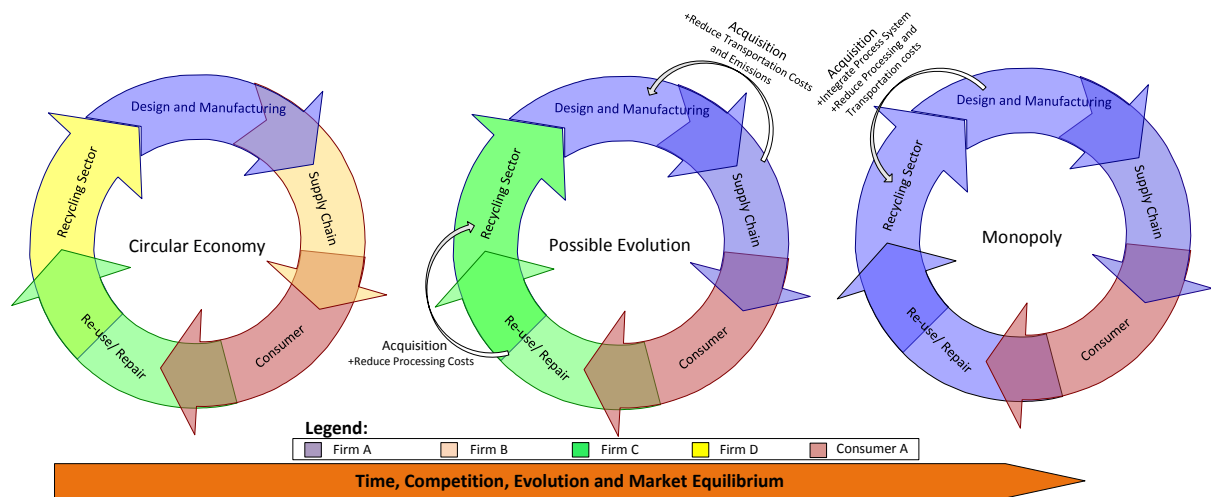 Design and Manufacturing
Supply Chain
Consumer
Re-use/ Repair
Recycling Sector
Circular Economy
Acquisition
+Reduce Transportation Costs
and Emissions
Design and Manufacturing
Supply Chain
Consumer
Re-use/ Repair
Recycling Sector
Possible Evolution
Acquisition
+Reduce Processing Costs
Acquisition
+Integrate Process System
+Reduce Processing and
Transportation costs
Design and Manufacturing
Supply Chain
Consumer
Re-use/ Repair
Recycling Sector
Monopoly
Legend:
Firm A
Firm B
Firm C
Firm D
Consumer A
Time, Competition, Evolution and Market Equilibrium